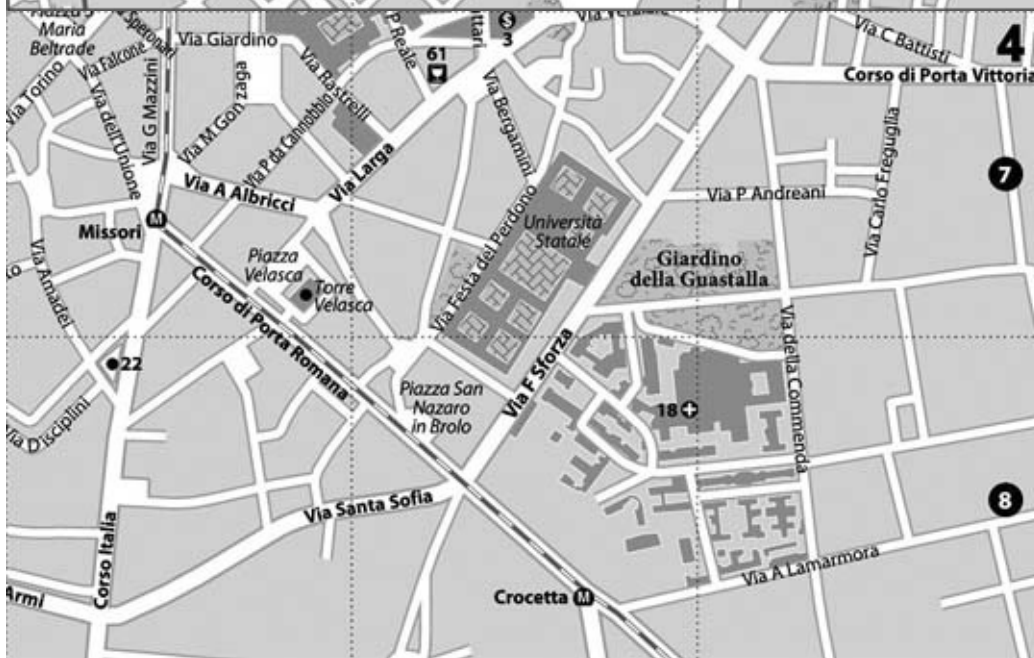 Piazza S
Maria
Beltrade
Via Speronari
Via Falcone
Via Torino
Via dell'Unione
Via G Mazzini
Via Giardino
Via M Gonzaga
Via Rastrelli
Via P da Cannobbio
P Reale
61
3
Via Bergamini
Via Larga
Via C Battisti
4
Corso di Porta Vittoria
Via Carlo Freguglia
7
Via P Andreani
Via A Albricci
Missori
M
Via Amadei
Piazza
Velasca
Torre
Velasca
Via Festa del Perdono
Università
Statale
Giardino
della Guastalla
Corso di Porta Romana
22
Via Disciplini
Piazza San
Nazaro
in Brolo
Via F Sforza
18
Via della Commenda
8
Via Santa Sofia
Corso Italia
Armi
Crocetta
M
Via A Lamarmora